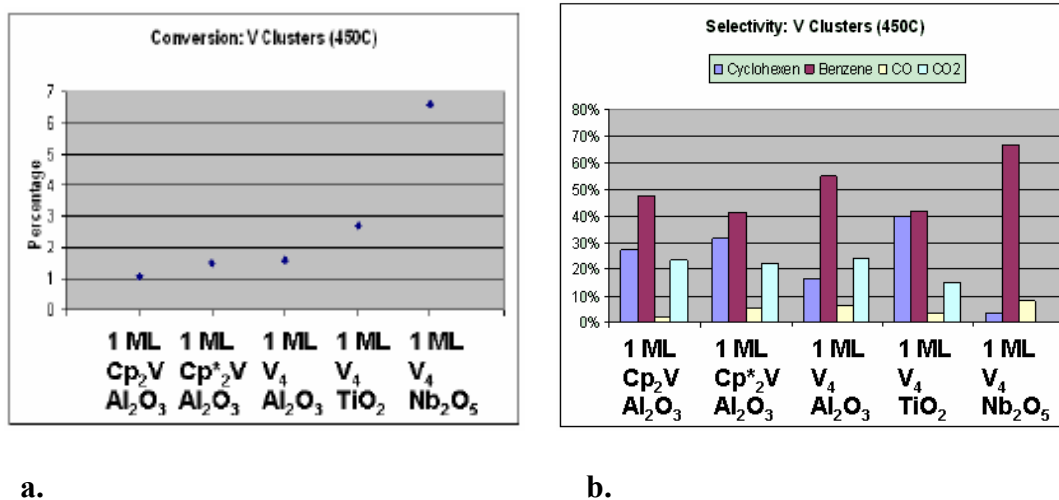 Conversion: V Clusters (450C)
Percentage
7
6
5
4
3
2
1
0
1 ML 1 ML 1 ML 1 ML 1 ML
Cp₂V Cp*₂V V₄ V₄ V₄
Al₂O₃ Al₂O₃ Al₂O₃ TiO₂ Nb₂O₅
a.
Selectivity: V Clusters (450C)
Cyclohexen Benzene CO CO2
80%
70%
60%
50%
40%
30%
20%
10%
0%
1 ML 1 ML 1 ML 1 ML 1 ML
Cp₂V Cp*₂V V₄ V₄ V₄
Al₂O₃ Al₂O₃ Al₂O₃ TiO₂ Nb₂O₅
b.